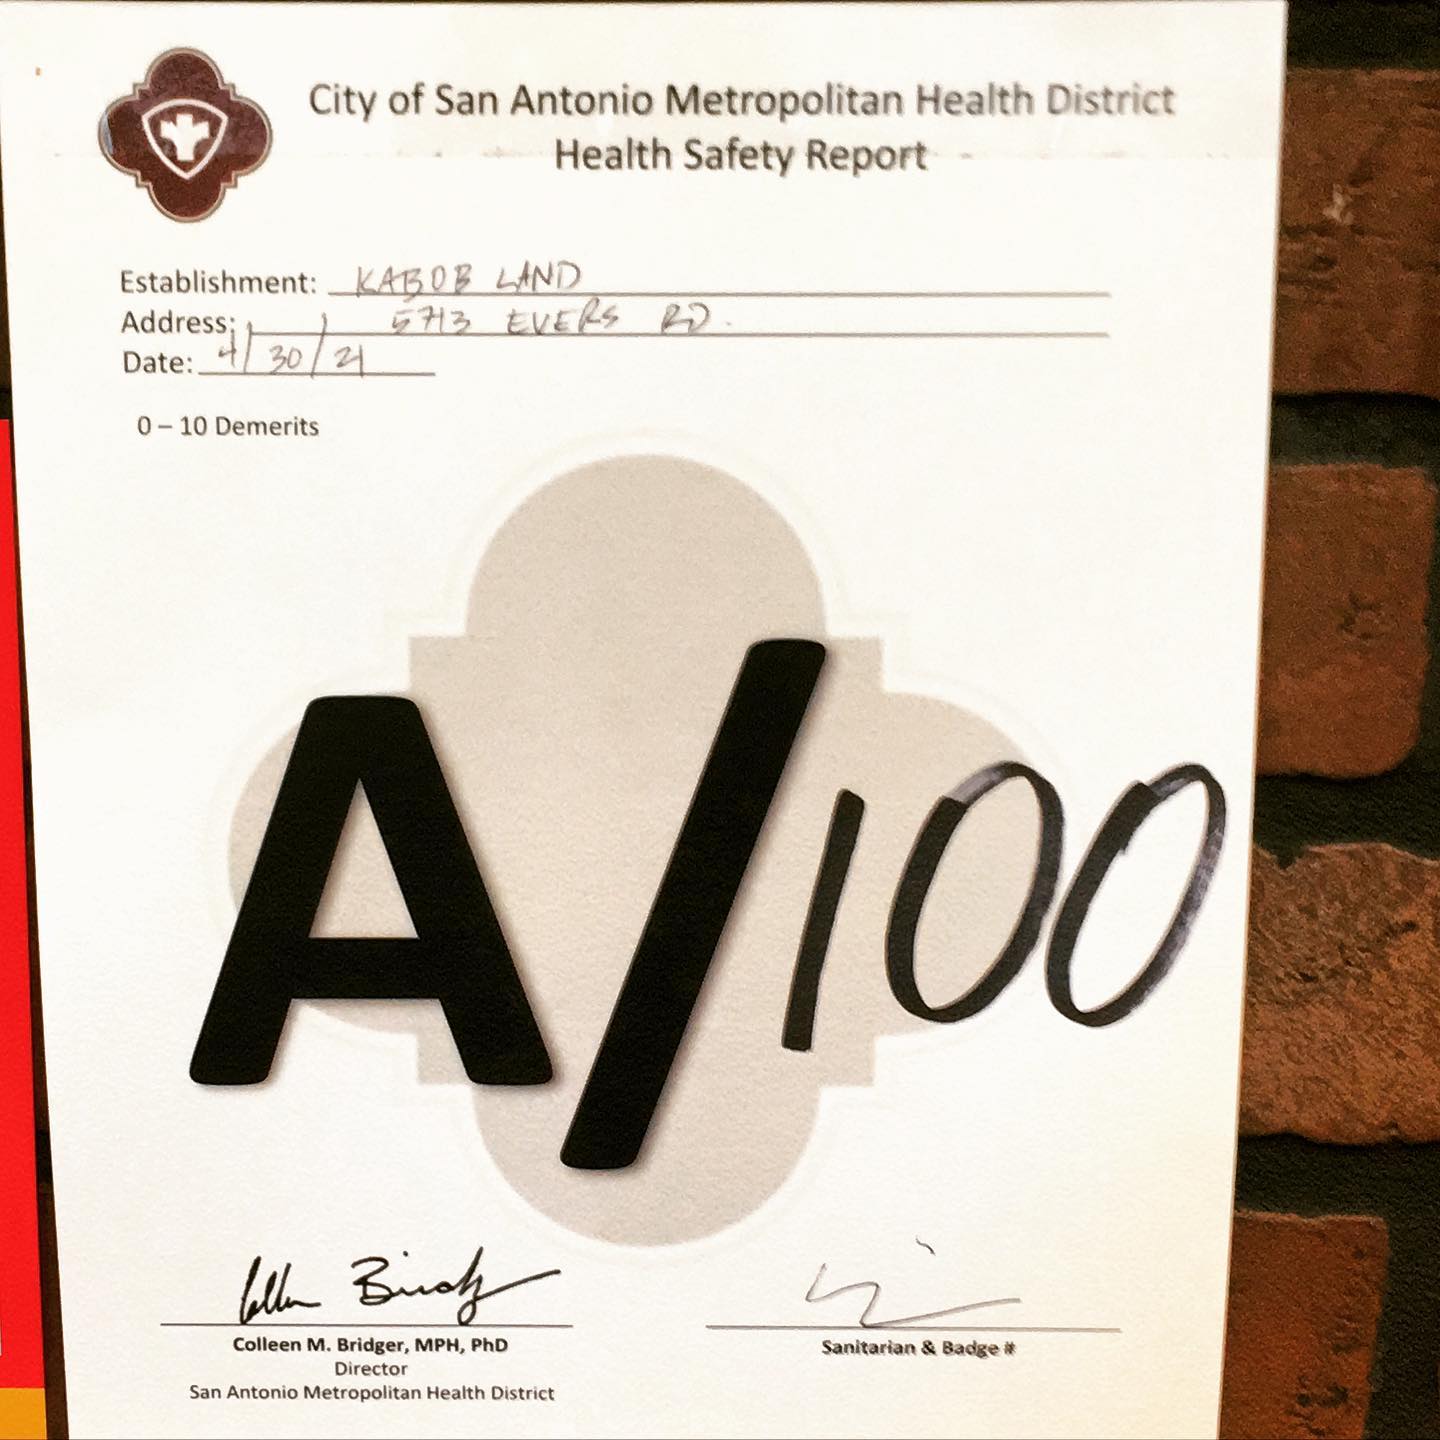 City of San Antonio Metropolitan Health District
Health Safety Report
Establishment: KABOB LAND
Address: 5713 EVERS RD.
Date: 4/30/21
0 – 10 Demerits
A/100
Colleen M. Bridger, MPH, PhD
Director
San Antonio Metropolitan Health District
Sanitarian & Badge #